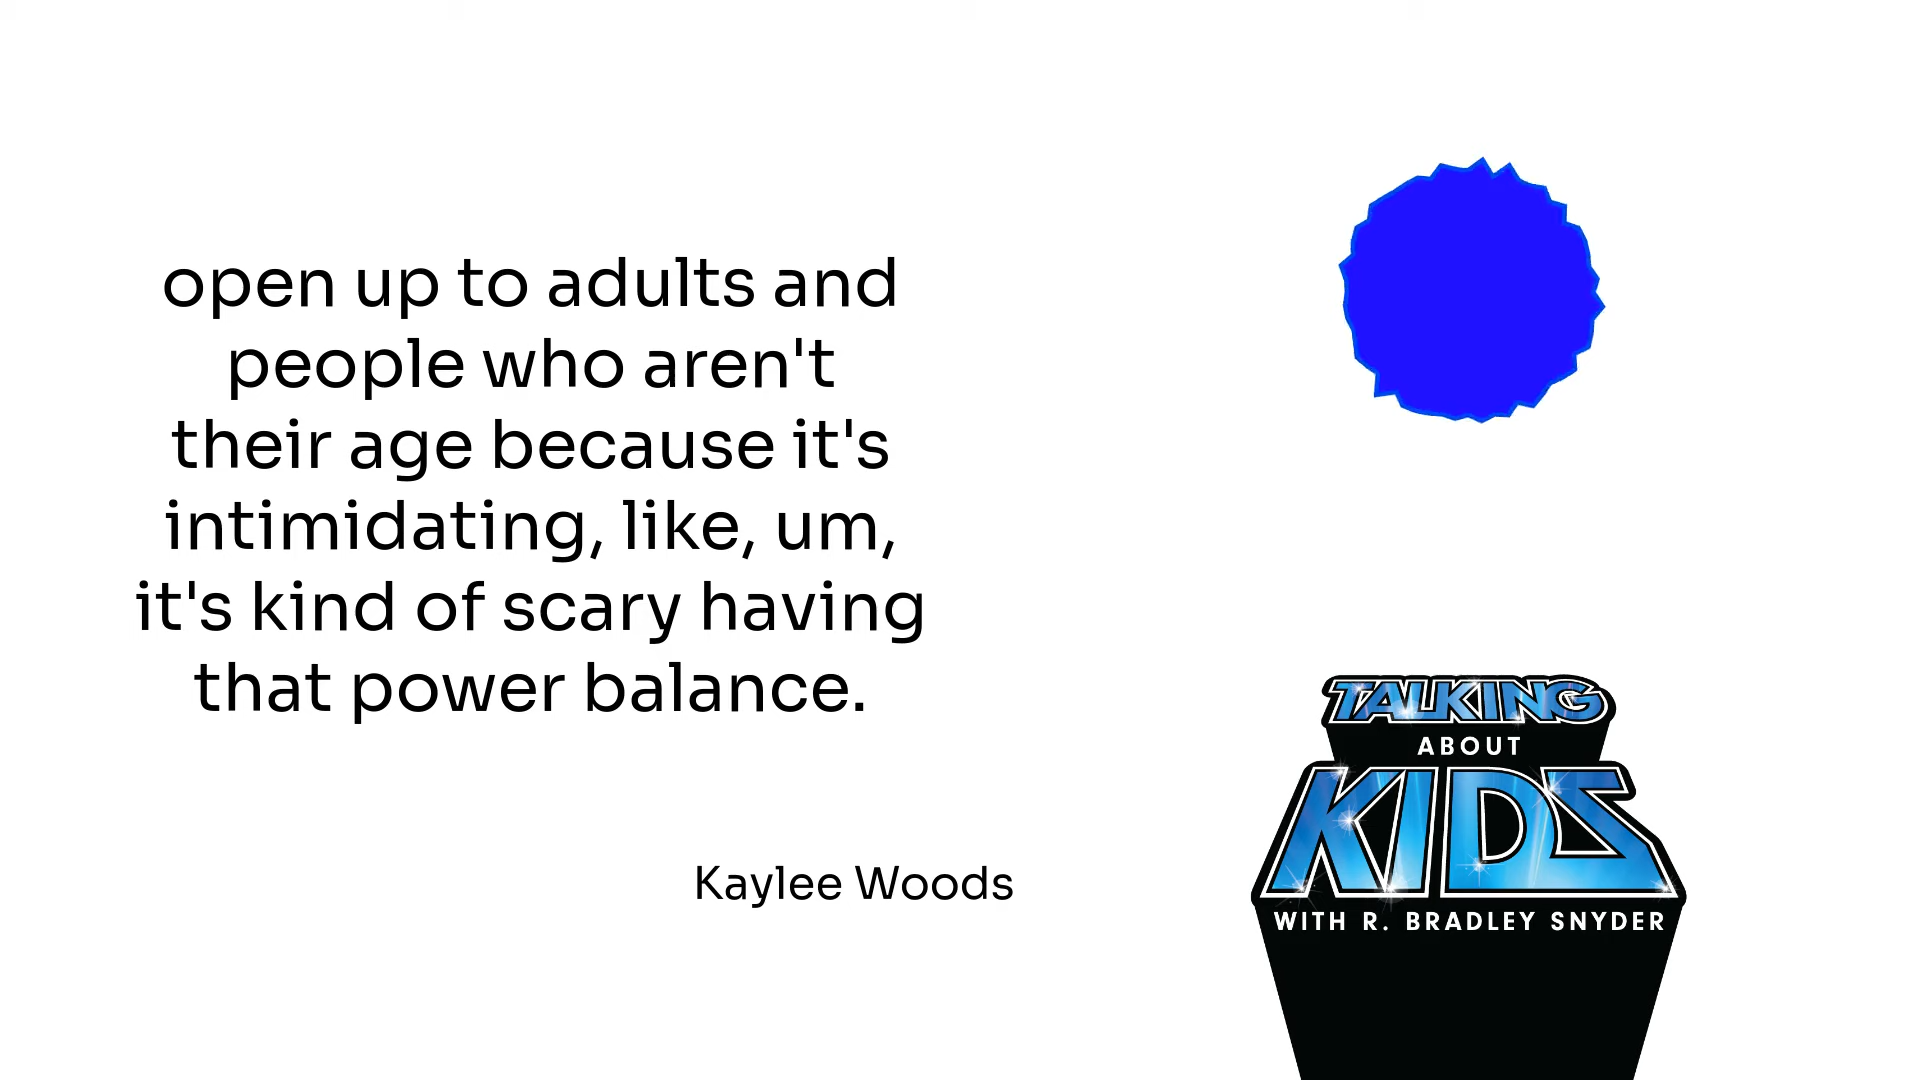 open up to adults and
people who aren't
their age because it's
intimidating, like, um,
it's kind of scary having
that power balance.
Kaylee Woods
TALKING
ABOUT
KIDS
WITH R. BRADLEY SNYDER